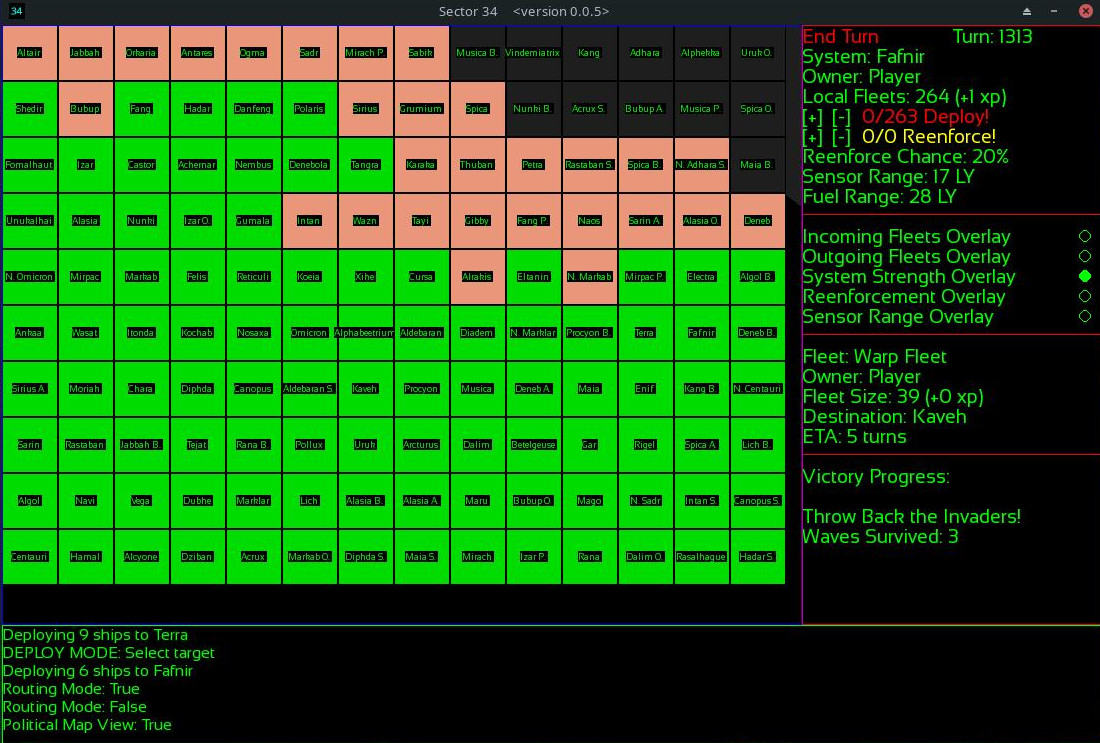 34
Sector 34 <version 0.0.5>
Altair Jabbah Orkaria Antares Ogma Sadr Mirach P. Sabik Musica B. Vindemiatrix Kang Adhara Alphekka Uruk O.
Shedir Bubup Fang Hadar Danfeng Polaris Sirius Grumium Spica Nunki B. Acrux S. Bubup A. Musica P. Spica O.
Fomalhaut Izar Castor Achernar Nembus Denebola Tangra Karaka Thuban Petra Rastaban S. Spica B. N. Adhara S. Maia B.
Unukalhai Alasia Nunki Izar O. Gumala Intan Wazn Tayi Gibby Fang P. Naos Sarin A. Alasia O. Deneb
N. Omicron Mirpac Markab Felis Reticuli Koeia Xihe Cursa Alrakis Eltanin N. Markab Mirpac P. Electra Algol B.
Ankaa Wasat Itonda Kochab Nosaxa Omicron Alphabeetrium Aldebaran Diadem N. Marklar Procyon B. Terra Fafnir Deneb B.
Sirius A. Moriah Chara Diphda Canopus Aldebaran S. Kaveh Procyon Musica Deneb A. Maia Enif Kang B. N. Centauri
Sarin Rastaban Jabbah B. Tejat Rana B. Pollux Uruk Arcturus Dalim Betelgeuse Gar Rigel Spica A. Lich B.
Algol Navi Vega Dubhe Marklar Lich Alasia B. Alasia A. Maru Bubup O. Mago N. Sadr Intan S. Canopus S.
Centauri Hamal Alcyone Dziban Acrux Markab O. Diphda S. Maia S. Mirach Izar P. Rana Dalim O. Rasalhague Hadar S.
End Turn Turn: 1313
System: Fafnir
Owner: Player
Local Fleets: 264 (+1 xp)
[+] [-] 0/263 Deploy!
[+] [-] 0/0 Reenforce!
Reenforce Chance: 20%
Sensor Range: 17 LY
Fuel Range: 28 LY
Incoming Fleets Overlay
Outgoing Fleets Overlay
System Strength Overlay
Reenforcement Overlay
Sensor Range Overlay
Fleet: Warp Fleet
Owner: Player
Fleet Size: 39 (+0 xp)
Destination: Kaveh
ETA: 5 turns
Victory Progress:
Throw Back the Invaders!
Waves Survived: 3
Deploying 9 ships to Terra
DEPLOY MODE: Select target
Deploying 6 ships to Fafnir
Routing Mode: True
Routing Mode: False
Political Map View: True